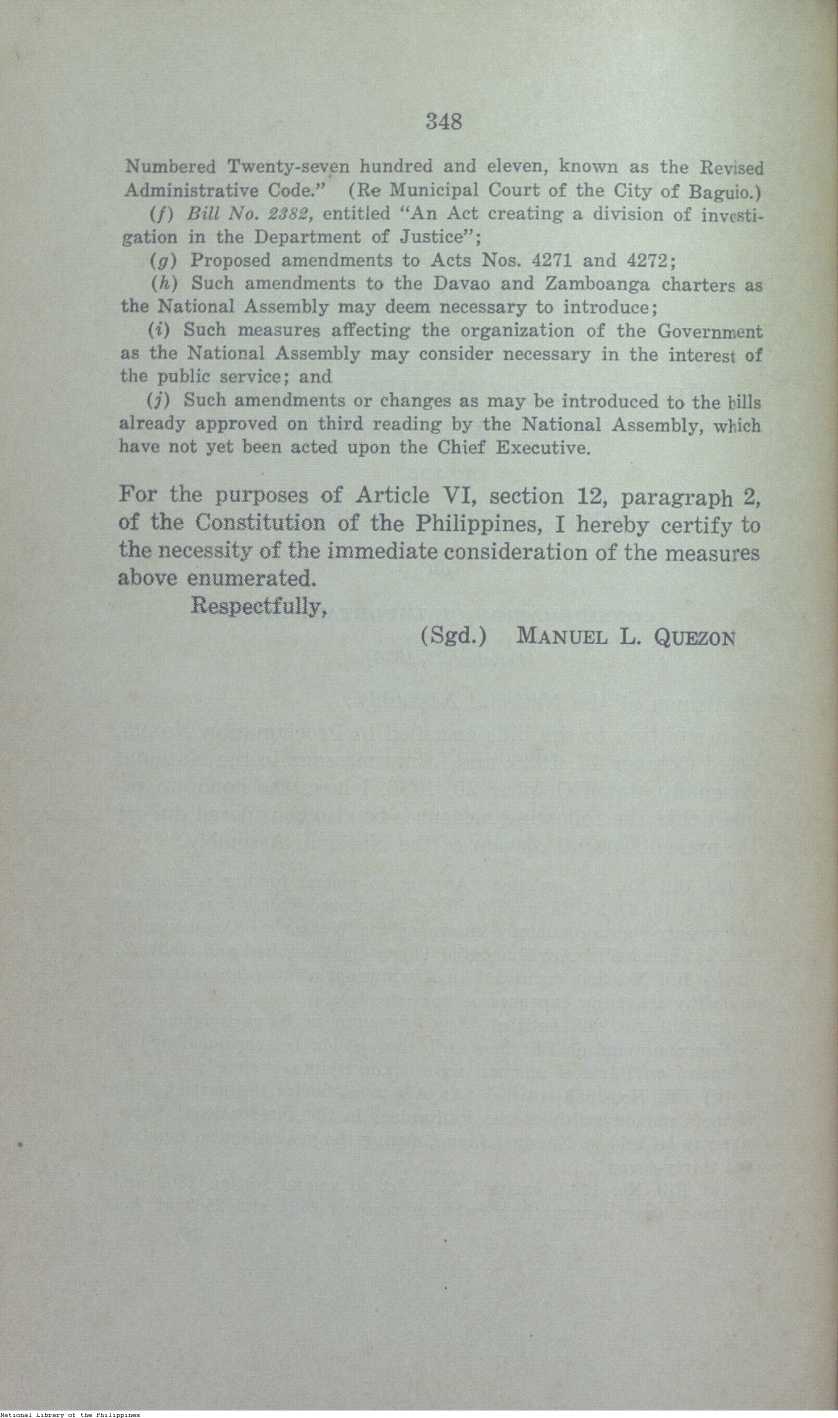 348
Numbered Twenty-seven hundred and eleven, known as the Revised
Administrative Code.” (Re Municipal Court of the City of Baguio.)
(f) Bill No. 2382, entitled “An Act creating a division of investi-
gation in the Department of Justice”;
(g) Proposed amendments to Acts Nos. 4271 and 4272;
(h) Such amendments to the Davao and Zamboanga charters as
the National Assembly may deem necessary to introduce;
(i) Such measures affecting the organization of the Government
as the National Assembly may consider necessary in the interest of
the public service; and
(j) Such amendments or changes as may be introduced to the bills
already approved on third reading by the National Assembly, which
have not yet been acted upon the Chief Executive.
For the purposes of Article VI, section 12, paragraph 2,
of the Constitution of the Philippines, I hereby certify to
the necessity of the immediate consideration of the measures
above enumerated.
Respectfully,
(Sgd.) MANUEL L. QUEZON
National Library of the Philippines